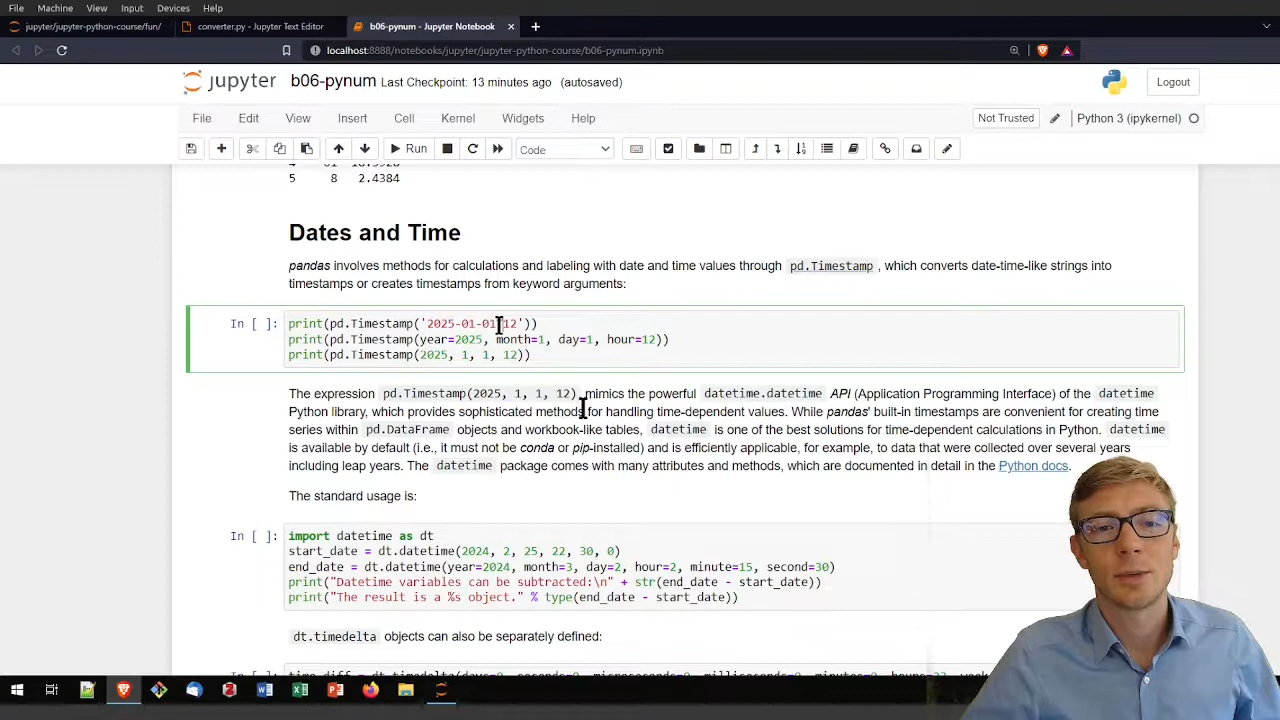 File Machine View Input Devices Help
jupyter/jupyter-python-course/fun/
converter.py - Jupyter Text Editor
b06-pynum - Jupyter Notebook
localhost:8888/notebooks/jupyter/jupyter-python-course/b06-pynum.ipynb
jupyter b06-pynum Last Checkpoint: 13 minutes ago (autosaved) Logout
File Edit View Insert Cell Kernel Widgets Help Not Trusted Python 3 (ipykernel)
Run Code
5 8 2.4384
Dates and Time
pandas involves methods for calculations and labeling with date and time values through pd.Timestamp , which converts date-time-like strings into
timestamps or creates timestamps from keyword arguments:
In [ ]: print(pd.Timestamp('2025-01-01 12'))
print(pd.Timestamp(year=2025, month=1, day=1, hour=12))
print(pd.Timestamp(2025, 1, 1, 12))
The expression pd.Timestamp(2025, 1, 1, 12) mimics the powerful datetime.datetime API (Application Programming Interface) of the datetime
Python library, which provides sophisticated methods for handling time-dependent values. While pandas' built-in timestamps are convenient for creating time
series within pd.DataFrame objects and workbook-like tables, datetime is one of the best solutions for time-dependent calculations in Python. datetime
is available by default (i.e., it must not be conda or pip-installed) and is efficiently applicable, for example, to data that were collected over several years
including leap years. The datetime package comes with many attributes and methods, which are documented in detail in the Python docs.
The standard usage is:
In [ ]: import datetime as dt
start_date = dt.datetime(2024, 2, 25, 22, 30, 0)
end_date = dt.datetime(year=2024, month=3, day=2, hour=2, minute=15, second=30)
print("Datetime variables can be subtracted:\n" + str(end_date - start_date))
print("The result is a %s object." % type(end_date - start_date))
dt.timedelta objects can also be separately defined: